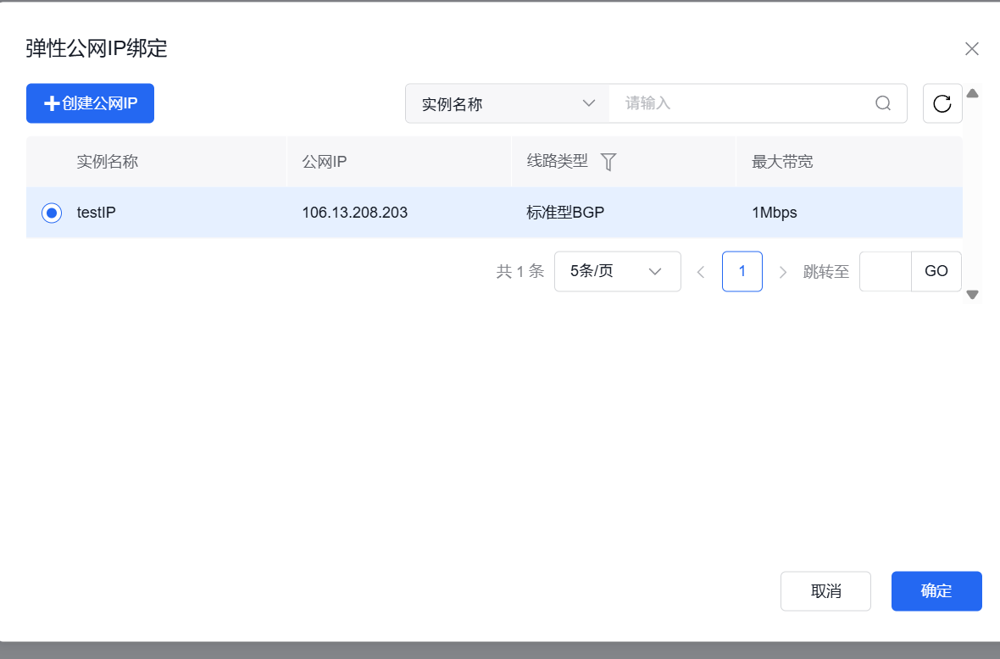 弹性公网IP绑定
创建公网IP 实例名称 请输入
实例名称 公网IP 线路类型 最大带宽
testIP 106.13.208.203 标准型BGP 1Mbps
共 1 条 5条/页 1 跳转至 GO
取消 确定